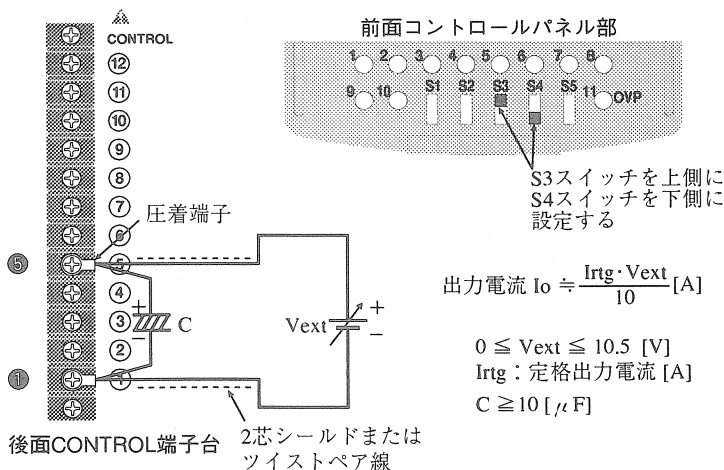 前面コントロールパネル部
CONTROL
⑫
⑪
⑩
⑨
⑧
⑦
⑥
⑤
④
③
②
①
❺
❶
圧着端子
+
C
−
Vext
+
−
2芯シールドまたは
ツイストペア線
後面CONTROL端子台
1 2 3 4 5 6 7 8
9 10 S1 S2 S3 S4 S5 11 OVP
S3スイッチを上側に
S4スイッチを下側に
設定する
出力電流 Io ≒ Irtg·Vext/10 [A]
0 ≦ Vext ≦ 10.5 [V]
Irtg：定格出力電流 [A]
C ≧ 10 [μF]